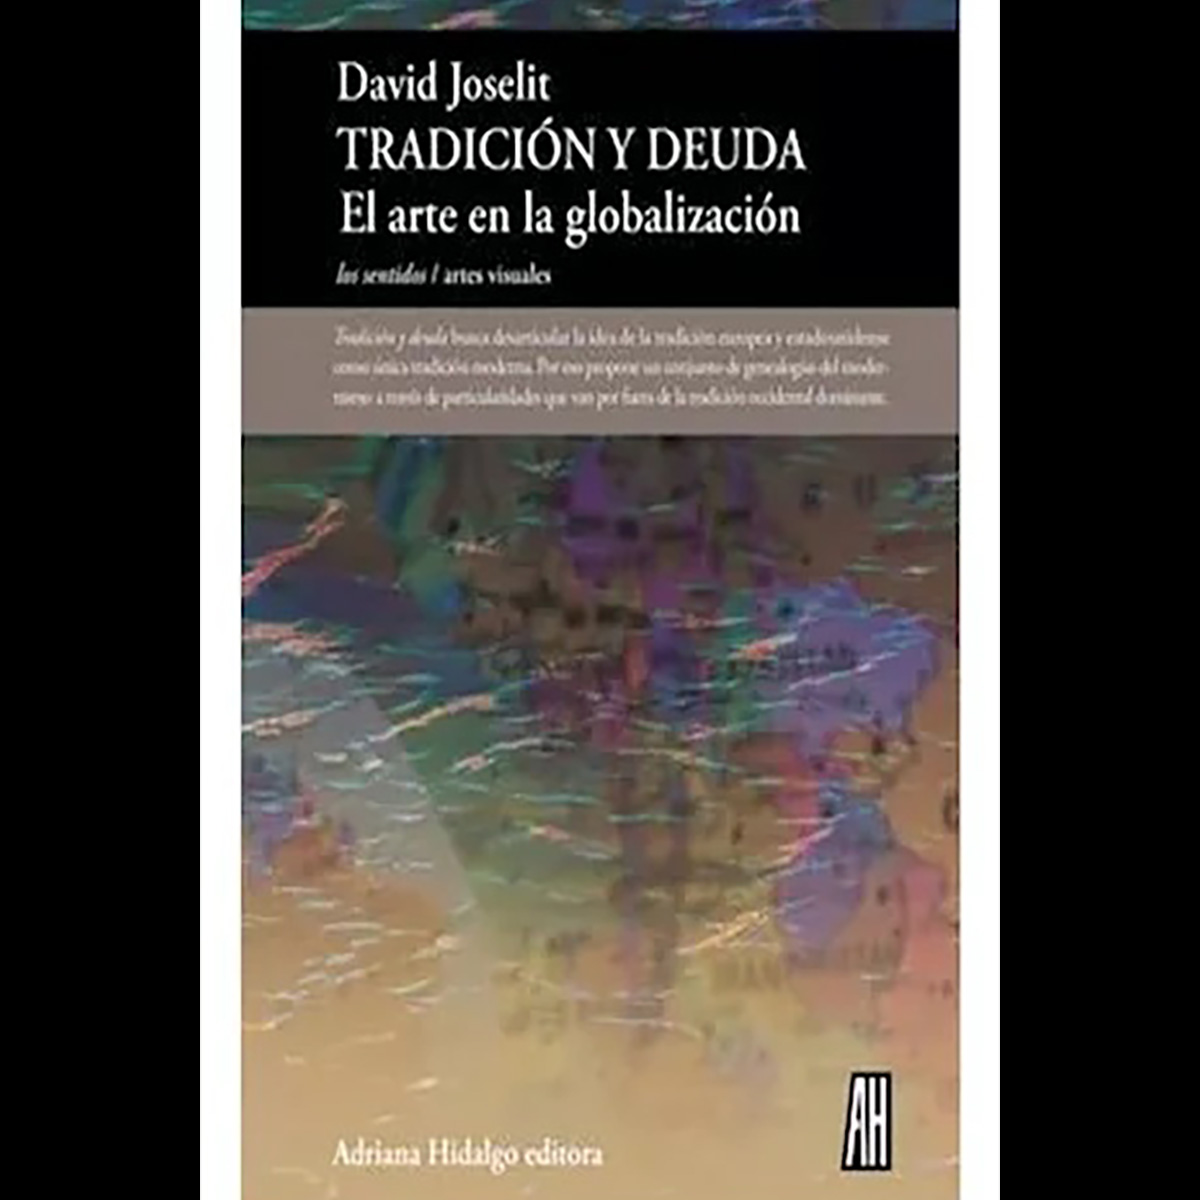 David Joselit
TRADICIÓN Y DEUDA
El arte en la globalización
los sentidos / artes visuales
Tradición y deuda busca desarticular la idea de la tradición europea y estadounidense
como única tradición moderna. Por eso propone un conjunto de genealogías del moder-
nismo a través de particularidades que van por fuera de la tradición occidental dominante.
Adriana Hidalgo editora
AH